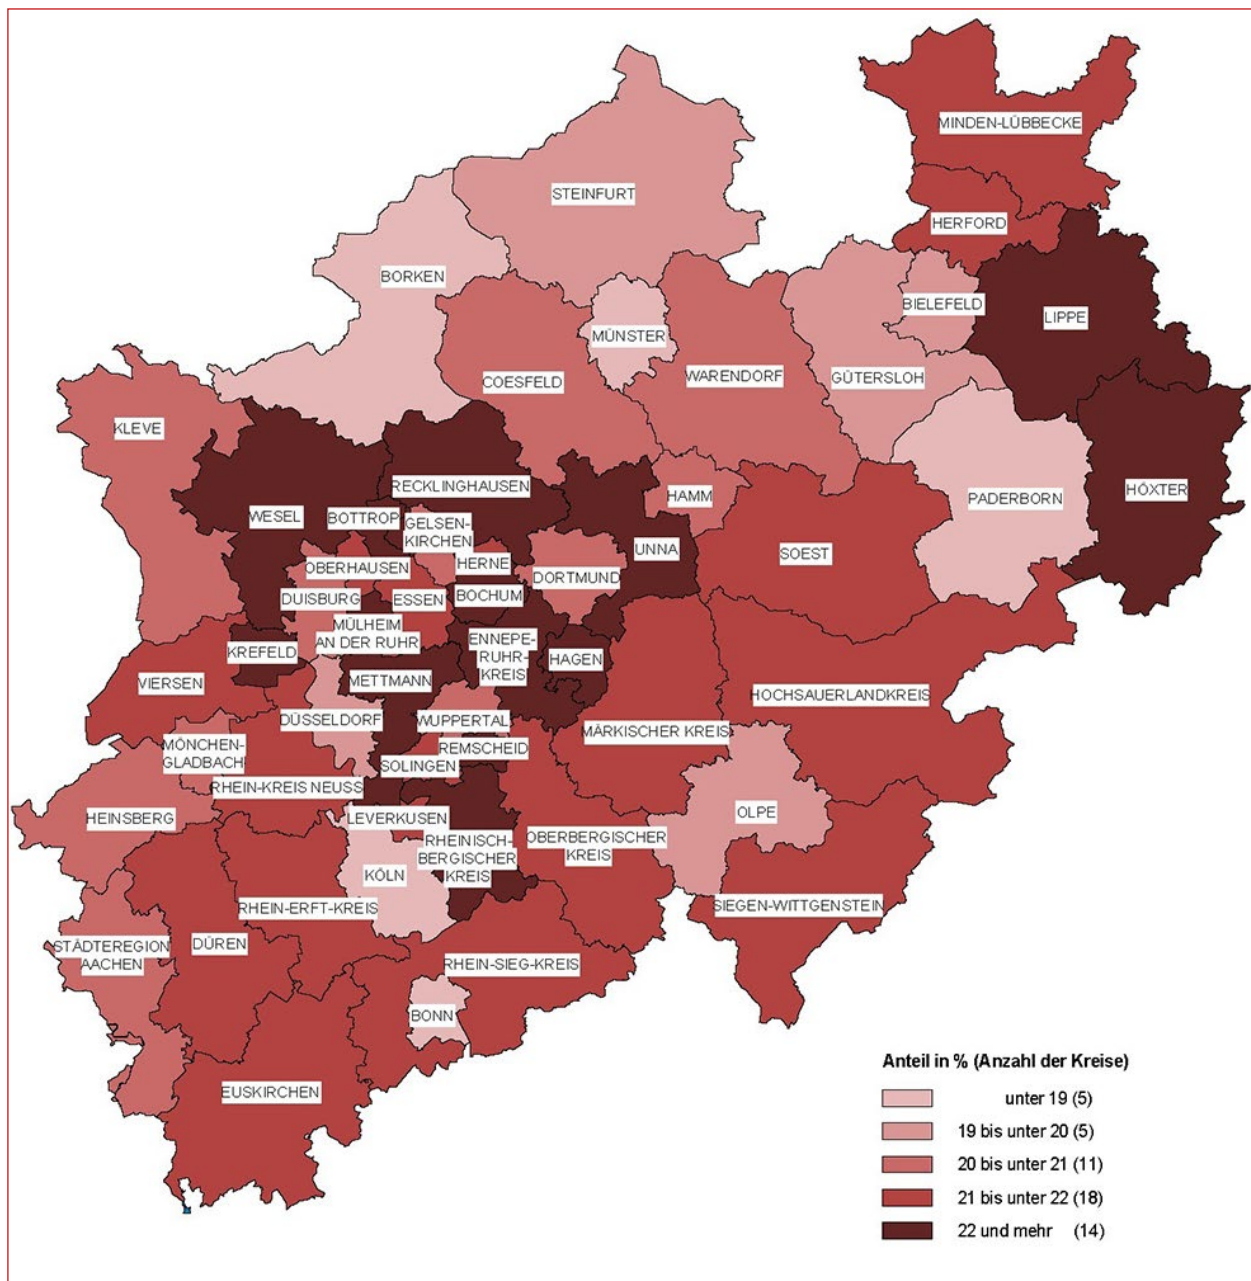 MINDEN-LÜBBECKE
STEINFURT
HERFORD
BORKEN
BIELEFELD
LIPPE
MÜNSTER
COESFELD
WARENDORF
GÜTERSLOH
KLEVE
RECKLINGHAUSEN
HAMM
PADERBORN
HÖXTER
WESEL
BOTTROP
GELSEN-
KIRCHEN
UNNA
SOEST
OBERHAUSEN
HERNE
DORTMUND
DUISBURG
ESSEN
BOCHUM
MÜLHEIM
AN DER RUHR
ENNEPE-
RUHR-
KREIS
KREFELD
HAGEN
VIERSEN
METTMANN
HOCHSAUERLANDKREIS
DÜSSELDORF
WUPPERTAL
MÄRKISCHER KREIS
MÖNCHEN-
GLADBACH
REMSCHEID
SOLINGEN
RHEIN-KREIS NEUSS
HEINSBERG
LEVERKUSEN
OLPE
RHEINISCH-
BERGISCHER
KREIS
OBERBERGISCHER
KREIS
KÖLN
RHEIN-ERFT-KREIS
SIEGEN-WITTGENSTEIN
STÄDTEREGION
AACHEN
DÜREN
RHEIN-SIEG-KREIS
BONN
EUSKIRCHEN
Anteil in % (Anzahl der Kreise)
unter 19 (5)
19 bis unter 20 (5)
20 bis unter 21 (11)
21 bis unter 22 (18)
22 und mehr (14)